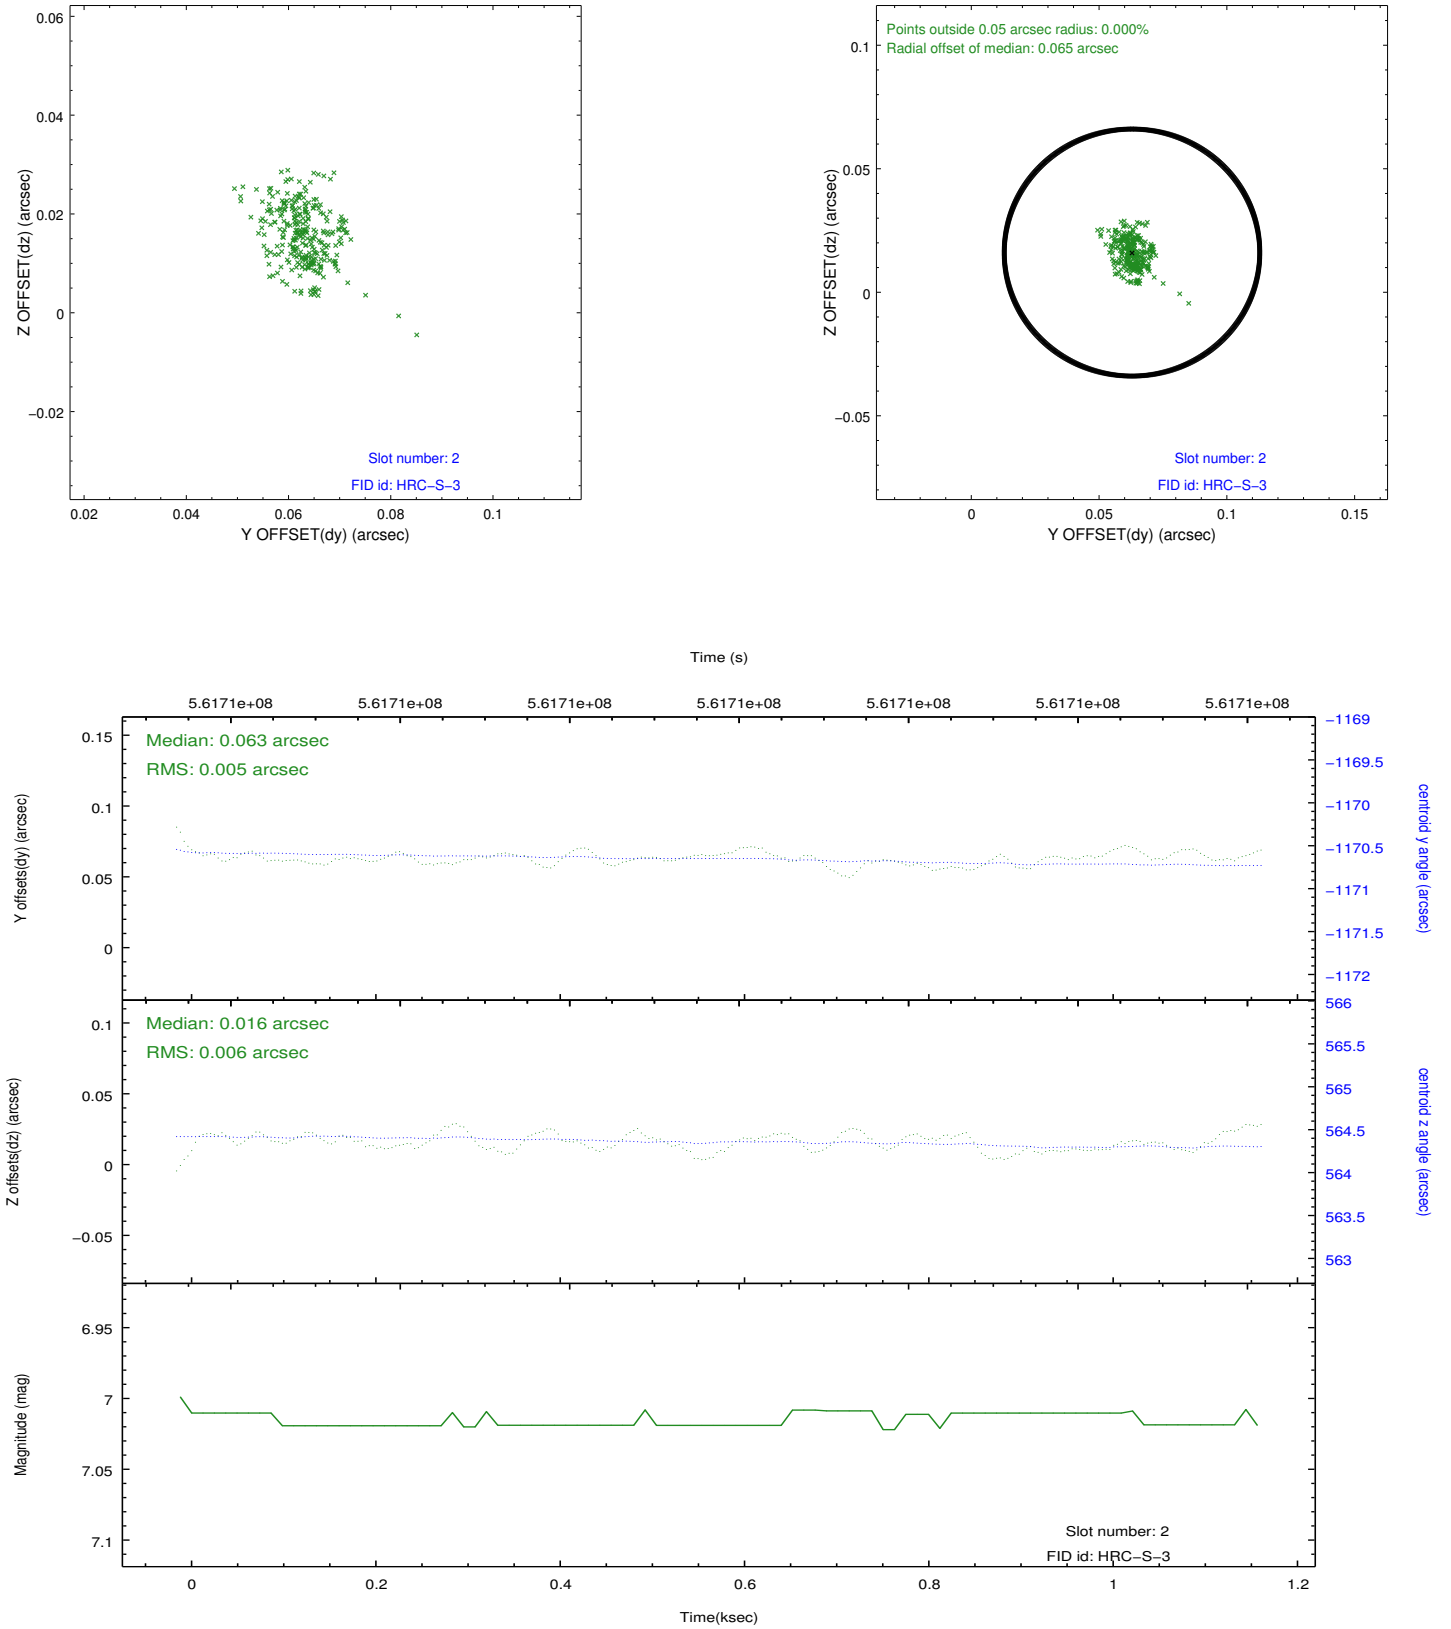 0.06
0.04
0.02
0
−0.02
Z OFFSET(dz) (arcsec)
Slot number: 2
FID id: HRC−S−3
0.02 0.04 0.06 0.08 0.1
Y OFFSET(dy) (arcsec)
Points outside 0.05 arcsec radius: 0.000%
Radial offset of median: 0.065 arcsec
0.1
0.05
0
−0.05
Z OFFSET(dz) (arcsec)
Slot number: 2
FID id: HRC−S−3
0 0.05 0.1 0.15
Y OFFSET(dy) (arcsec)
Time (s)
5.6171e+08 5.6171e+08 5.6171e+08 5.6171e+08 5.6171e+08 5.6171e+08 5.6171e+08
Median: 0.063 arcsec
RMS: 0.005 arcsec
0.15
0.1
0.05
0
Y offsets(dy) (arcsec)
−1169
−1169.5
−1170
−1170.5
−1171
−1171.5
−1172
centroid y angle (arcsec)
Median: 0.016 arcsec
RMS: 0.006 arcsec
0.1
0.05
0
−0.05
Z offsets(dz) (arcsec)
566
565.5
565
564.5
564
563.5
563
centroid z angle (arcsec)
6.95
7
7.05
7.1
Magnitude (mag)
Slot number: 2
FID id: HRC−S−3
0 0.2 0.4 0.6 0.8 1 1.2
Time(ksec)